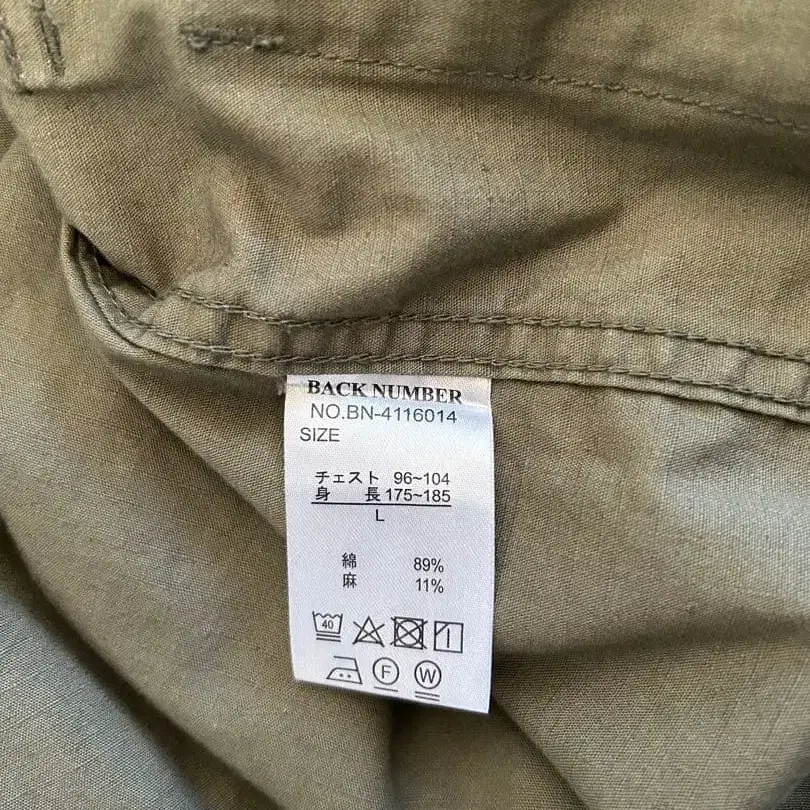 BACK NUMBER
NO.BN-4116014
SIZE
チェスト 96~104
身 長 175~185
L
綿 89%
麻 11%
40
F W